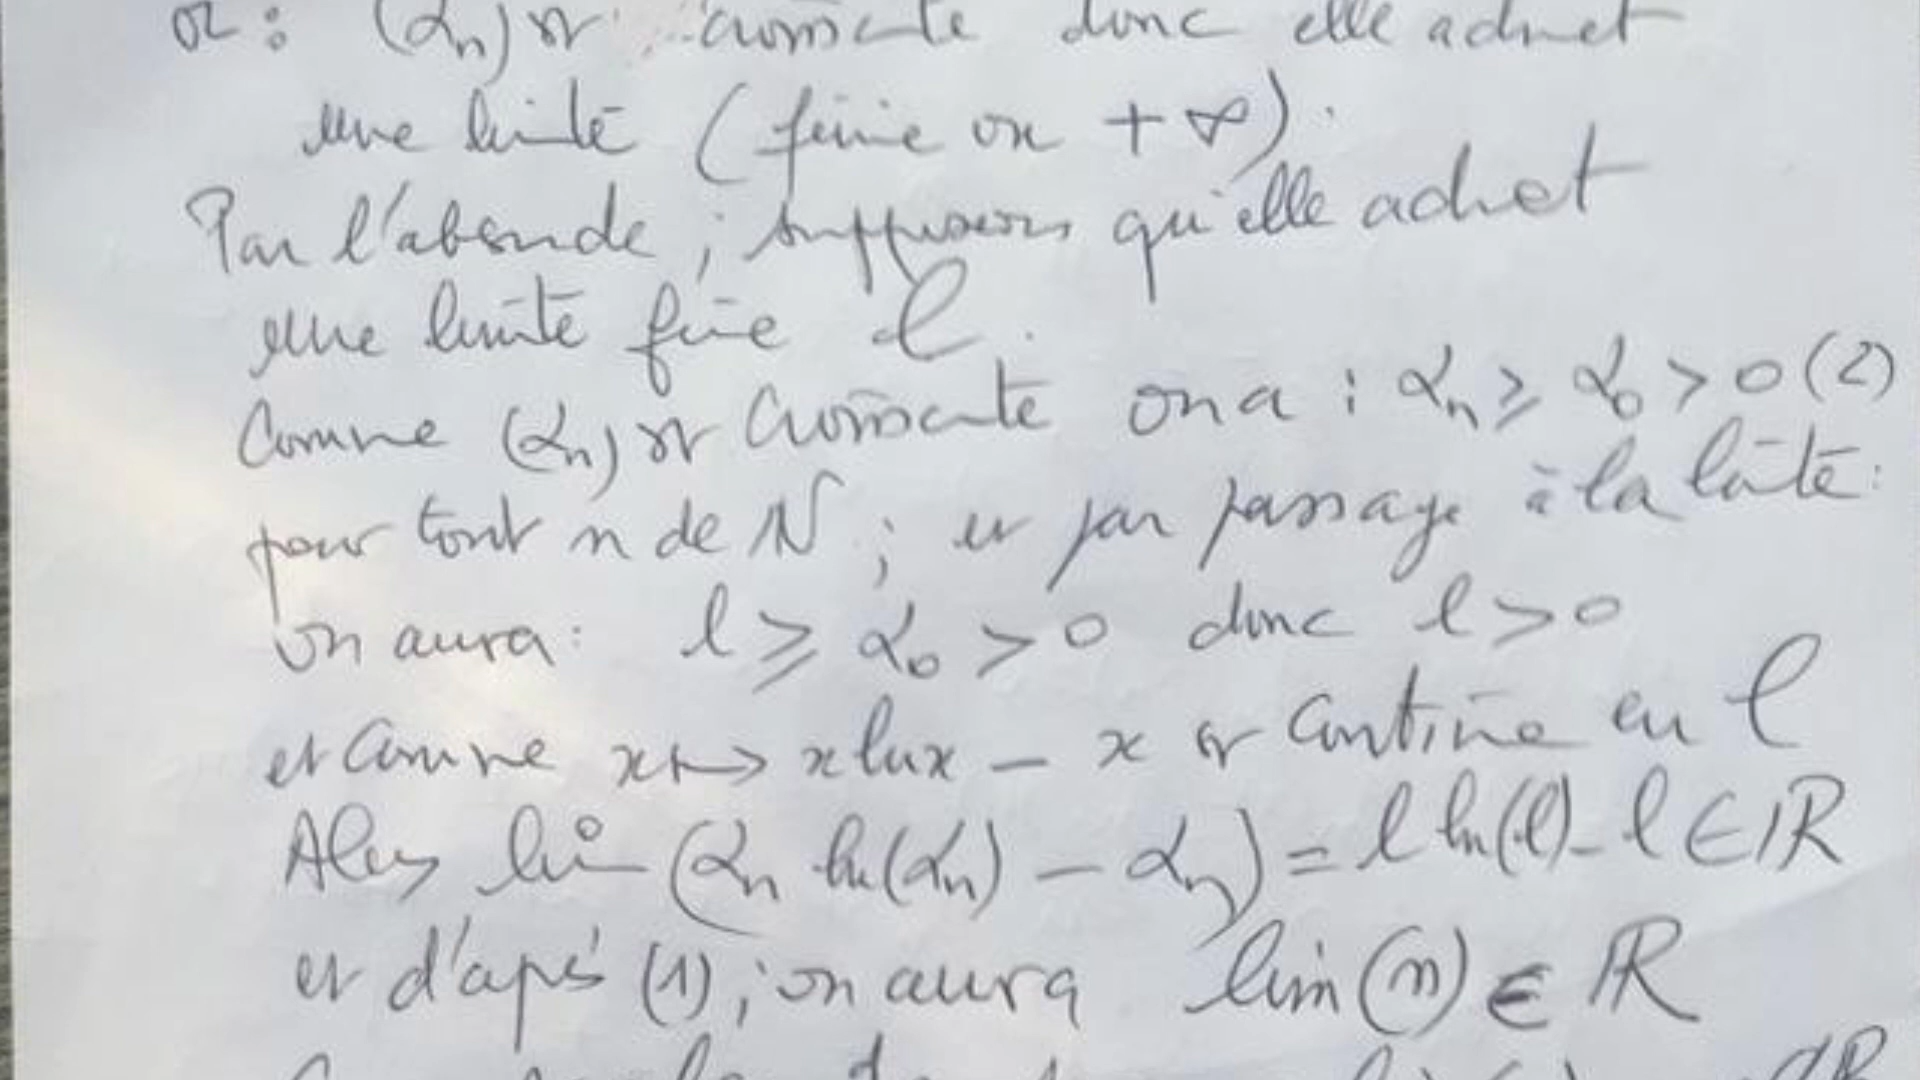 or : (αn) est croissante donc elle admet
une limite (finie ou +∞).
Par l'absurde ; supposons qu'elle admet
une limite finie l.
Comme (αn) est croissante on a : αn ≥ α0 > 0 (2)
pour tout n de N ; et par passage à la limite :
on aura : l ≥ α0 > 0 donc l > 0
et comme x ↦ x ln x − x est continue en l
Alors lim (αn ln(αn) − αn) = l ln(l) − l ∈ R
et d'après (1) ; on aura lim(n) ∈ R